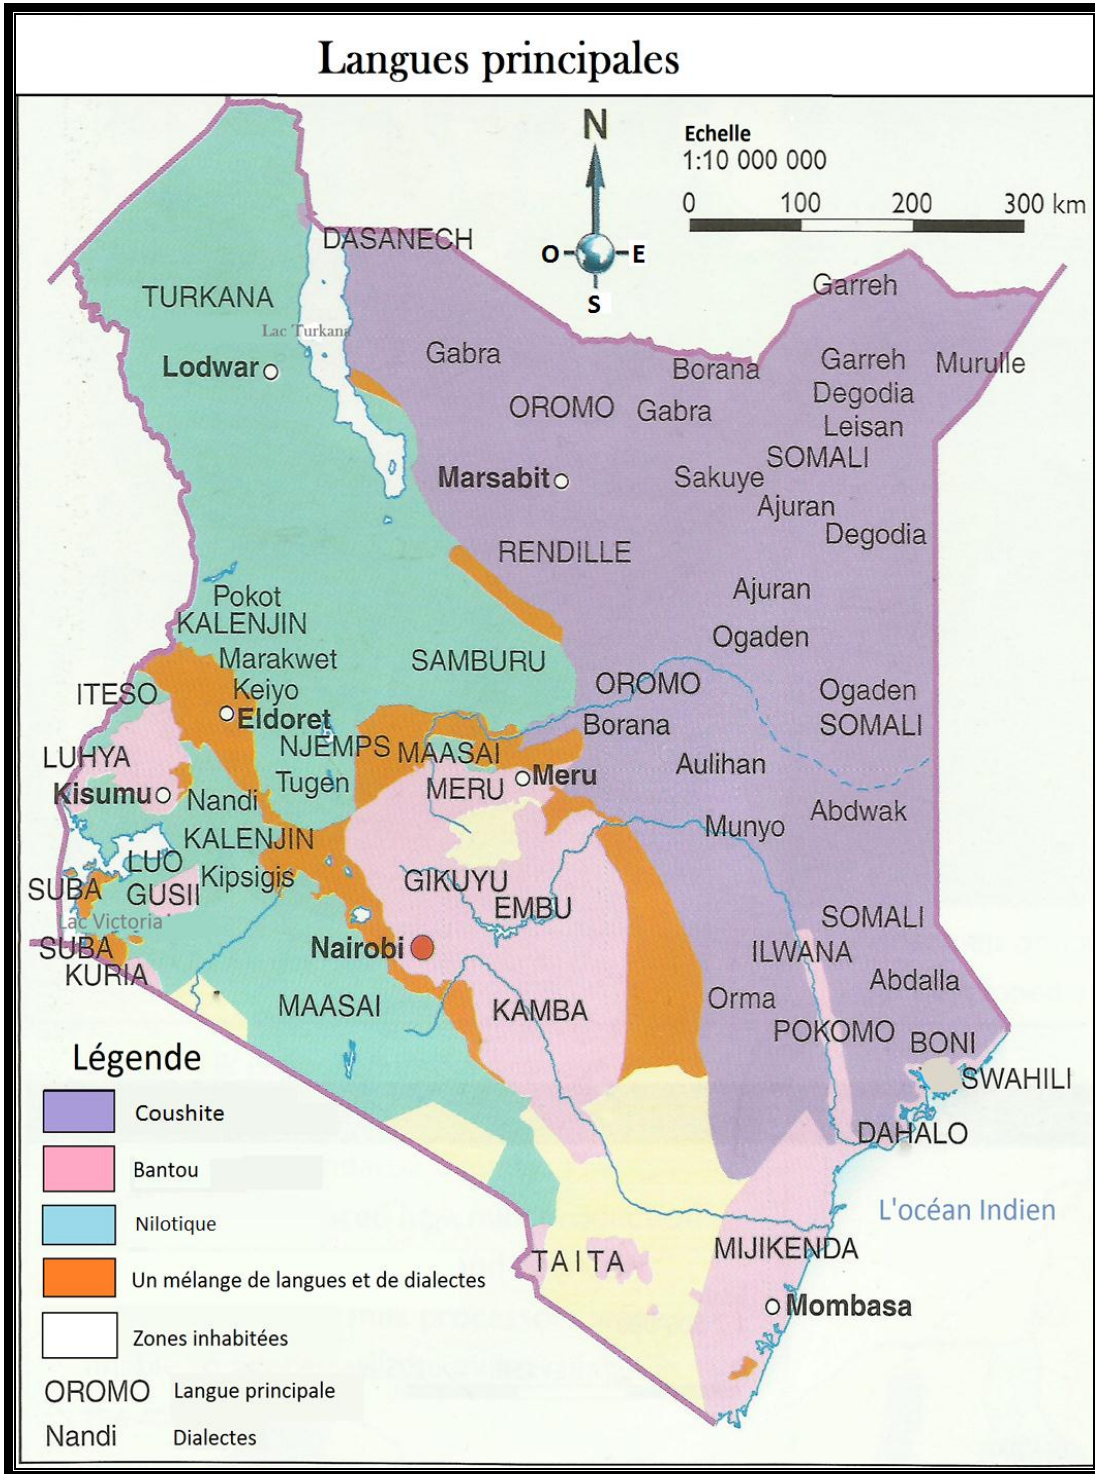 Langues principales
N
O E
S
Echelle
1:10 000 000
0 100 200 300 km
DASANECH
Garreh
TURKANA
Lac Turkana
Lodwar
Gabra
Borana
Garreh
Murulle
Degodia
OROMO
Gabra
Leisan
SOMALI
Marsabit
Sakuye
Ajuran
Degodia
RENDILLE
Ajuran
Pokot
KALENJIN
Ogaden
Marakwet
SAMBURU
ITESO
Keiyo
OROMO
Ogaden
Eldoret
Borana
SOMALI
LUHYA
NJEMPS
MAASAI
Aulihan
Kisumu
Nandi
Tugen
MERU
Meru
Abdwak
KALENJIN
Munyo
LUO
Kipsigis
SUBA
GUSII
GIKUYU
EMBU
Lac Victoria
SOMALI
SUBA
Nairobi
ILWANA
KURIA
Abdalla
MAASAI
KAMBA
Orma
POKOMO
BONI
SWAHILI
DAHALO
L'océan Indien
TAITA
MIJIKENDA
Mombasa
Légende
Coushite
Bantou
Nilotique
Un mélange de langues et de dialectes
Zones inhabitées
OROMO Langue principale
Nandi Dialectes